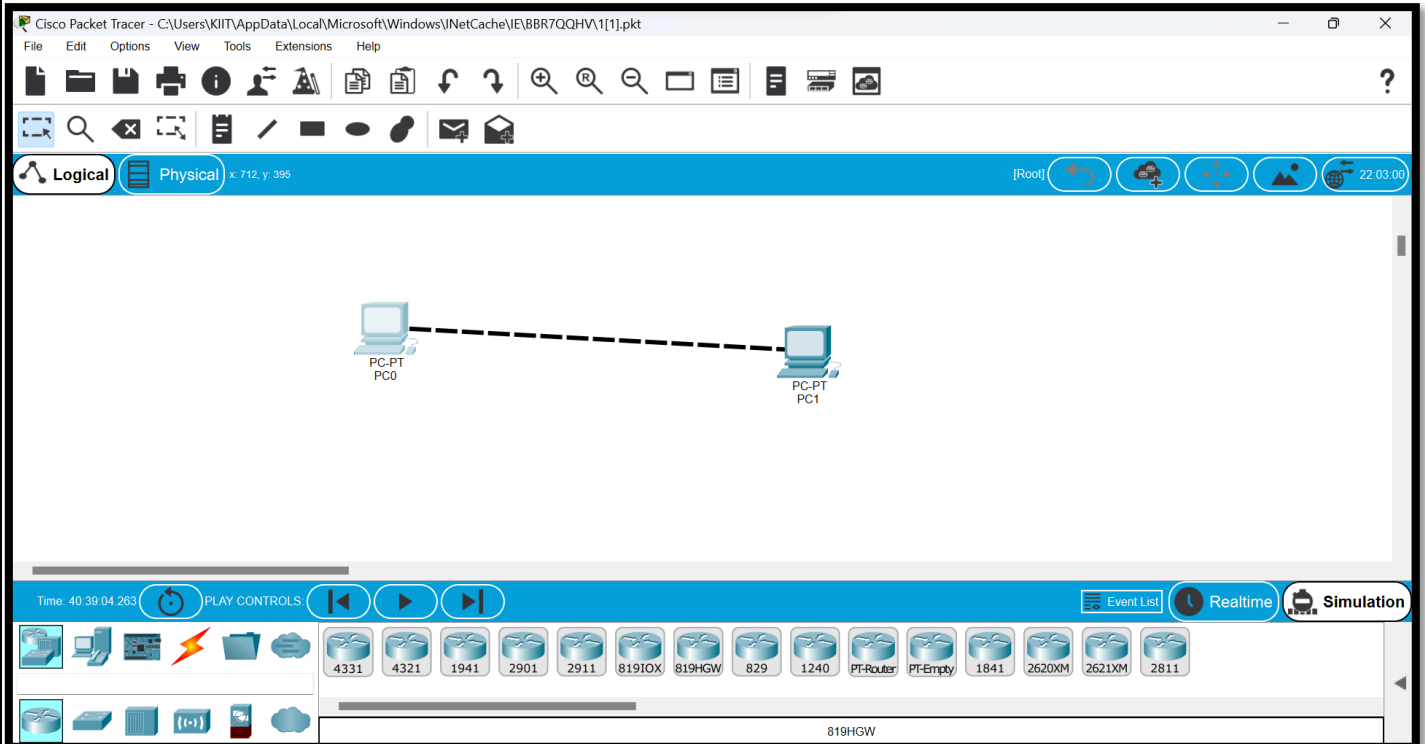 Cisco Packet Tracer - C:\Users\KIIT\AppData\Local\Microsoft\Windows\INetCache\IE\BBR7QQHV\1[1].pkt
File Edit Options View Tools Extensions Help
R ?
Logical Physical x: 712, y: 395 [Root] 22:03:00
PC-PT
PC0
PC-PT
PC1
Time: 40:39:04.263 PLAY CONTROLS: Event List Realtime Simulation
4331 4321 1941 2901 2911 819IOX 819HGW 829 1240 PT-Router PT-Empty 1841 2620XM 2621XM 2811
819HGW